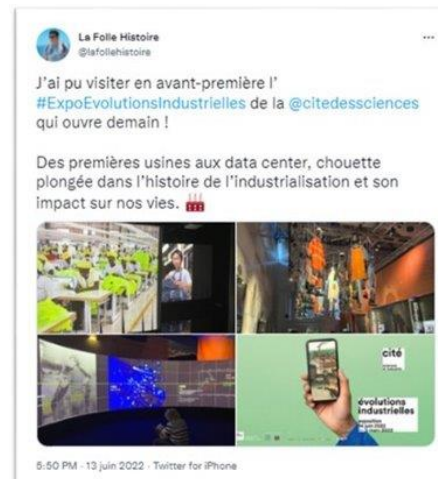 La Folle Histoire
@lafollehistoire
J'ai pu visiter en avant-première l'
#ExpoEvolutionsIndustrielles de la @citedessciences
qui ouvre demain !
Des premières usines aux data center, chouette
plongée dans l'histoire de l'industrialisation et son
impact sur nos vies.
cité
évolutions
industrielles
exposition
5:50 PM · 13 juin 2022 · Twitter for iPhone